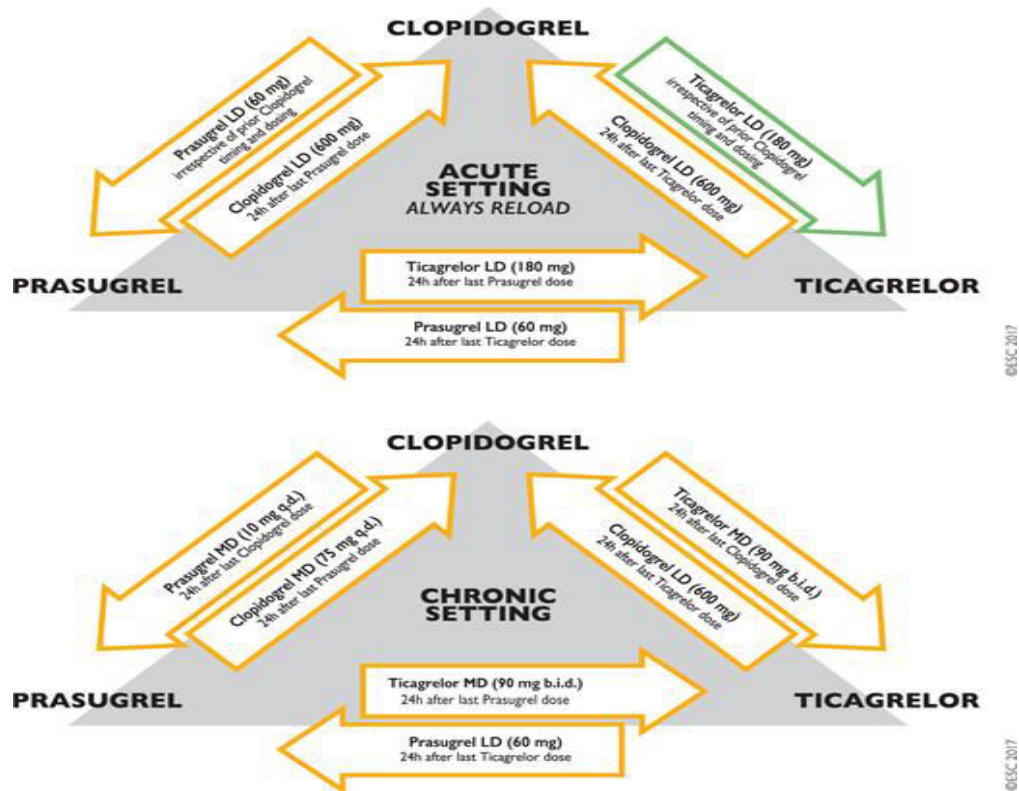 CLOPIDOGREL
Prasugrel LD (60 mg)
irrespective of prior Clopidogrel
timing and dosing
Clopidogrel LD (600 mg)
24h after last Prasugrel dose
Ticagrelor LD (180 mg)
irrespective of prior Clopidogrel
timing and dosing
Clopidogrel LD (600 mg)
24h after last Ticagrelor dose
ACUTE
SETTING
ALWAYS RELOAD
PRASUGREL
TICAGRELOR
Ticagrelor LD (180 mg)
24h after last Prasugrel dose
Prasugrel LD (60 mg)
24h after last Ticagrelor dose
©ESC 2017
CLOPIDOGREL
Prasugrel MD (10 mg q.d.)
24h after last Clopidogrel dose
Clopidogrel MD (75 mg q.d.)
24h after last Prasugrel dose
Ticagrelor MD (90 mg b.i.d.)
24h after last Clopidogrel dose
Clopidogrel LD (600 mg)
24h after last Ticagrelor dose
CHRONIC
SETTING
PRASUGREL
TICAGRELOR
Ticagrelor MD (90 mg b.i.d.)
24h after last Prasugrel dose
Prasugrel LD (60 mg)
24h after last Ticagrelor dose
©ESC 2017